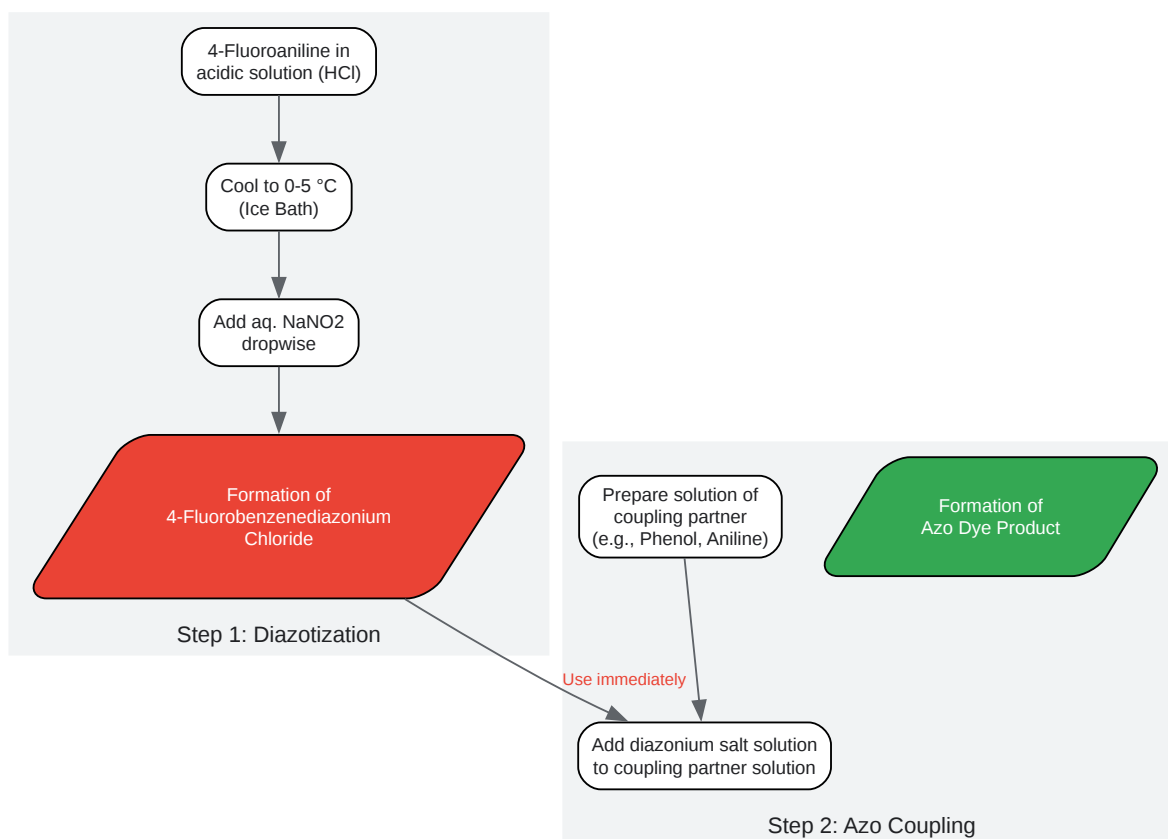 4-Fluoroaniline in
acidic solution (HCl)
Cool to 0-5 °C
(Ice Bath)
Add aq. NaNO2
dropwise
Formation of
4-Fluorobenzenediazonium
Chloride
Step 1: Diazotization
Prepare solution of
coupling partner
(e.g., Phenol, Aniline)
Formation of
Azo Dye Product
Use immediately
Add diazonium salt solution
to coupling partner solution
Step 2: Azo Coupling